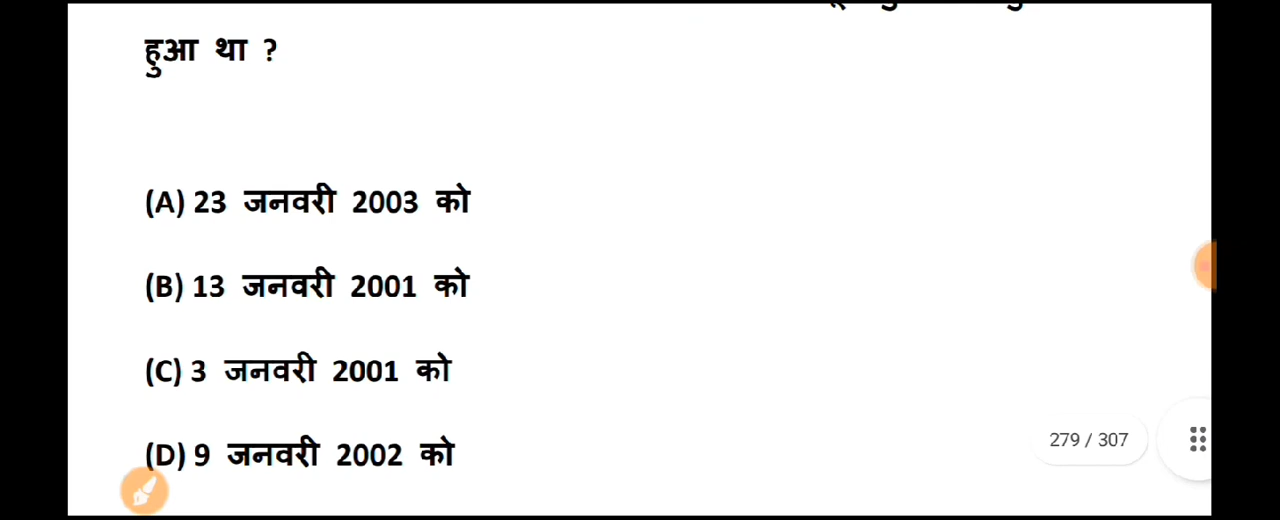 हुआ था ?
(A) 23 जनवरी 2003 को
(B) 13 जनवरी 2001 को
(C) 3 जनवरी 2001 को
(D) 9 जनवरी 2002 को
279 / 307